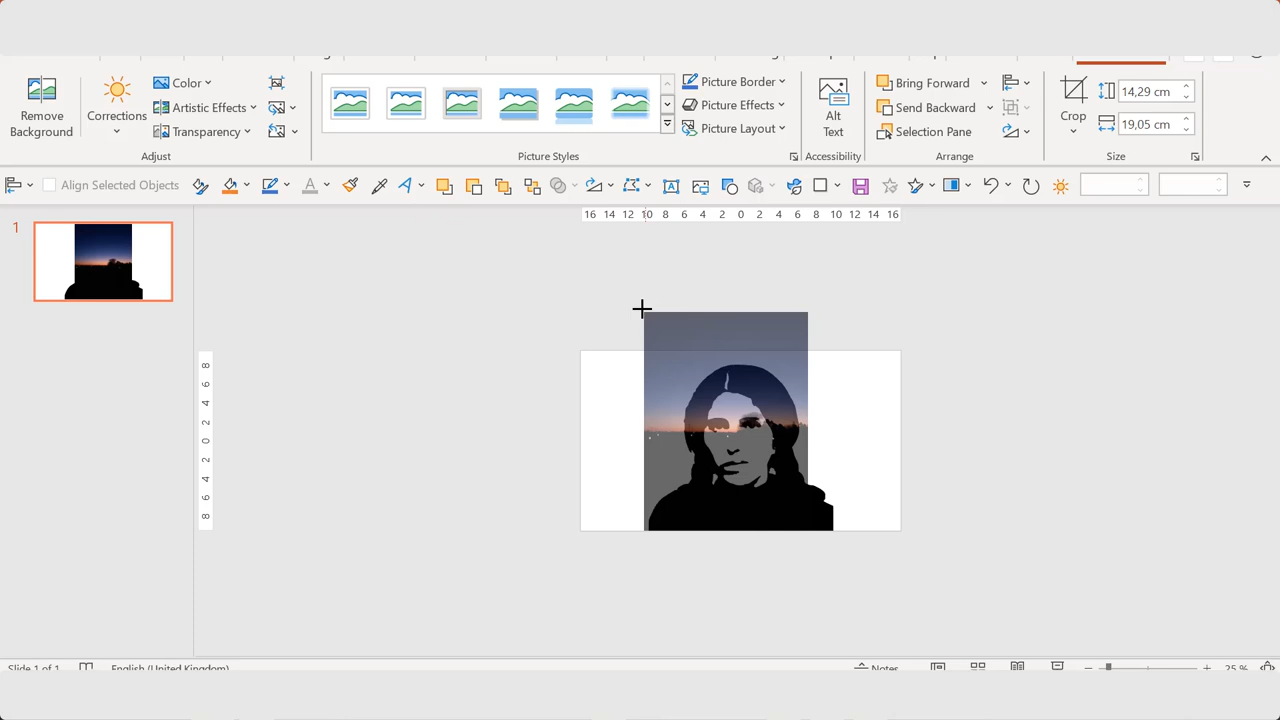 Remove Background
Corrections
Color
Artistic Effects
Transparency
Adjust
Picture Styles
Picture Border
Picture Effects
Picture Layout
Alt Text
Accessibility
Bring Forward
Send Backward
Selection Pane
Arrange
Crop
14,29 cm
19,05 cm
Size
Align Selected Objects
A
A
A
16 14 12 10 8 6 4 2 0 2 4 6 8 10 12 14 16
1
8
6
4
2
0
2
4
6
8
Slide 1 of 1
English (United Kingdom)
Notes
25 %